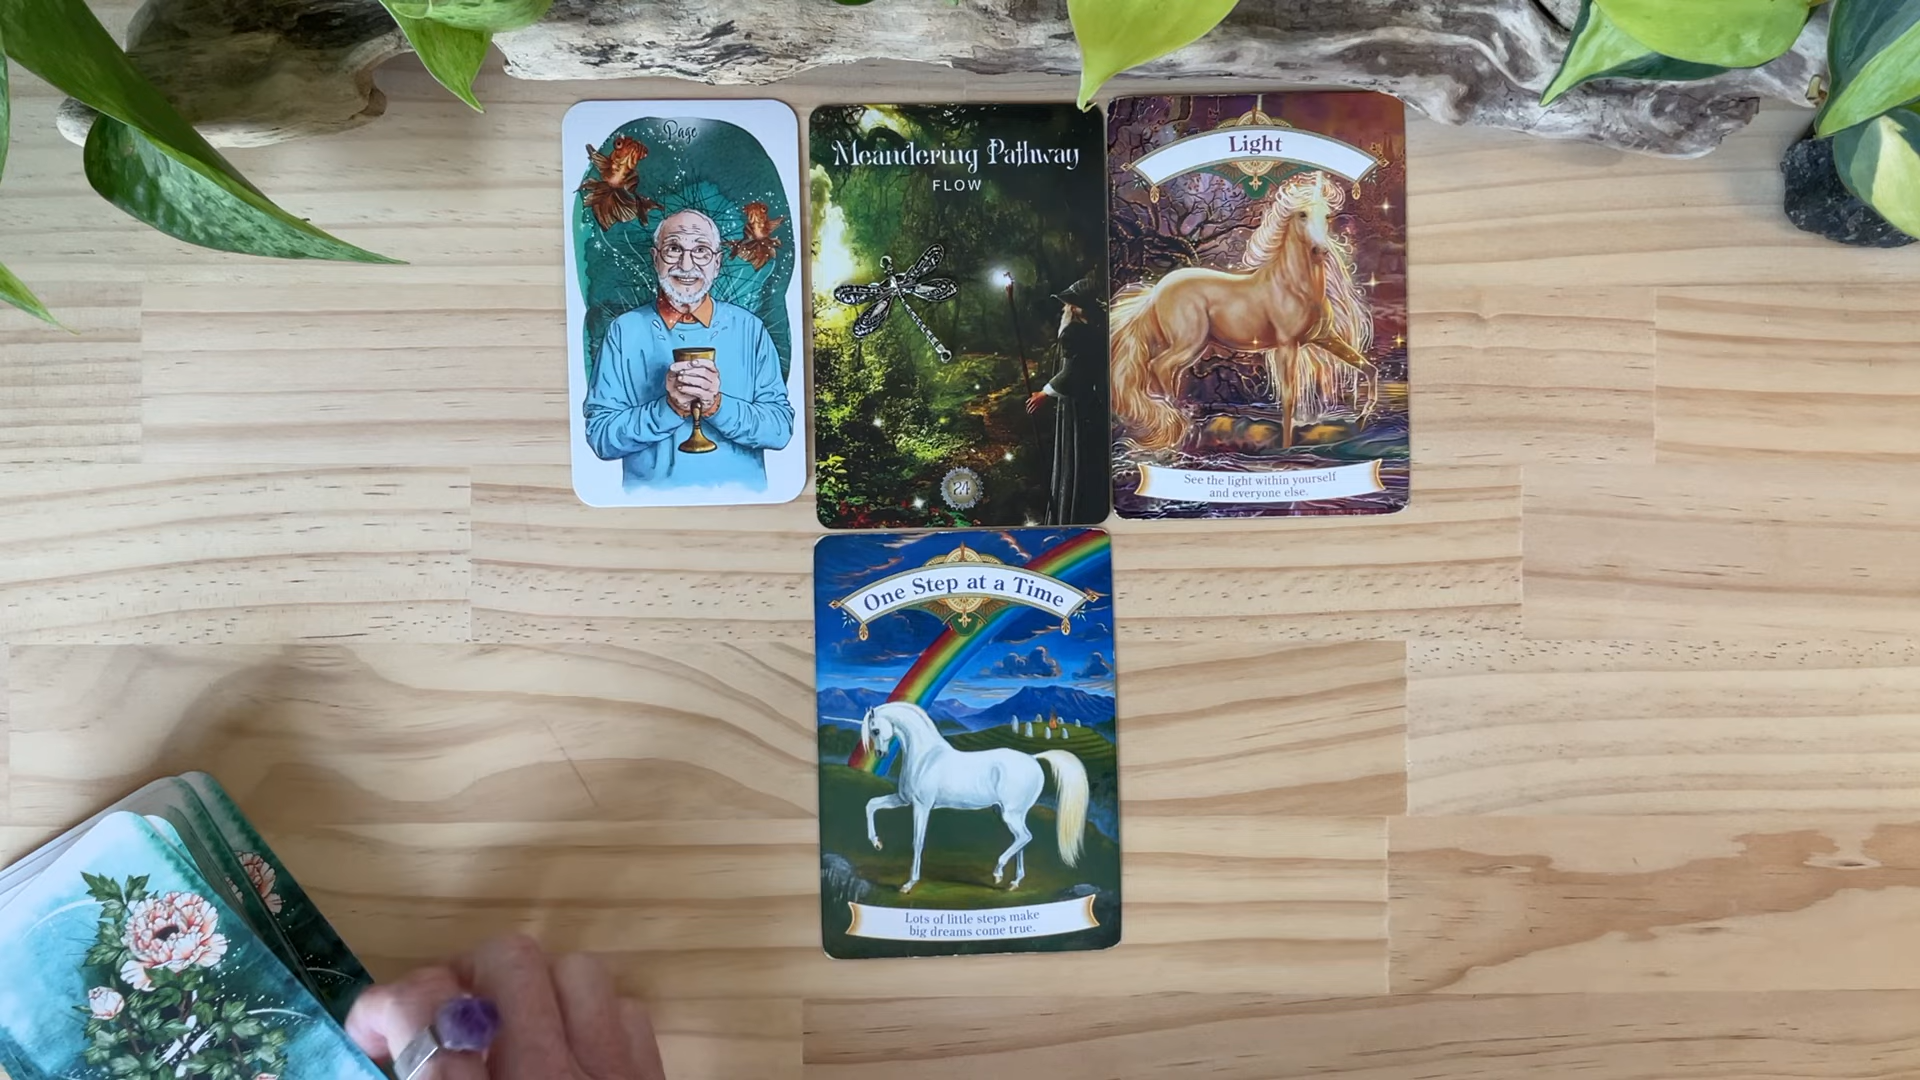 Page
Meandering Pathway
FLOW
24
Light
See the light within yourself
and everyone else.
One Step at a Time
Lots of little steps make
big dreams come true.